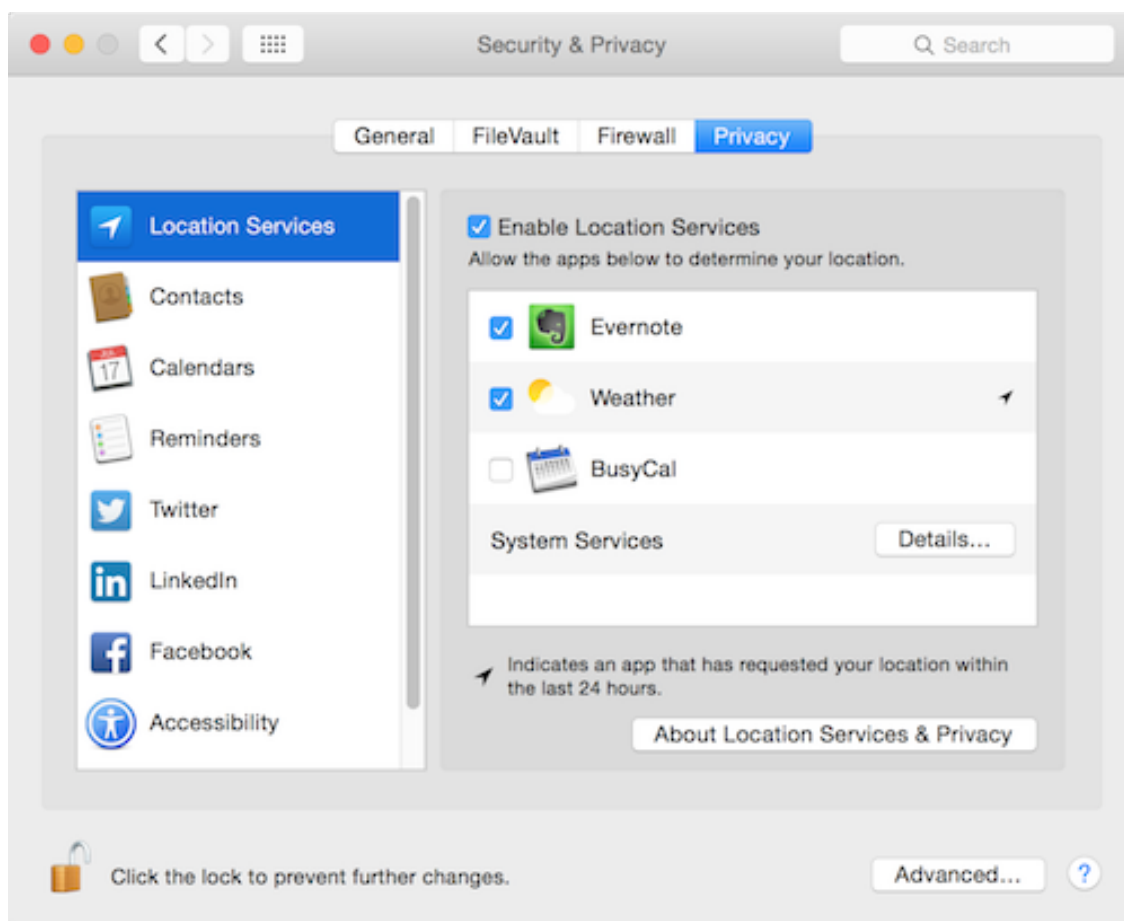 Security & Privacy
Search
General
FileVault
Firewall
Privacy
Location Services
Contacts
JUL
17
Calendars
Reminders
Twitter
in
LinkedIn
f
Facebook
Accessibility
Enable Location Services
Allow the apps below to determine your location.
Evernote
Weather
BusyCal
System Services
Details...
Indicates an app that has requested your location within
the last 24 hours.
About Location Services & Privacy
Click the lock to prevent further changes.
Advanced...
?